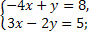 −4x + y = 8,
3x − 2y = 5;